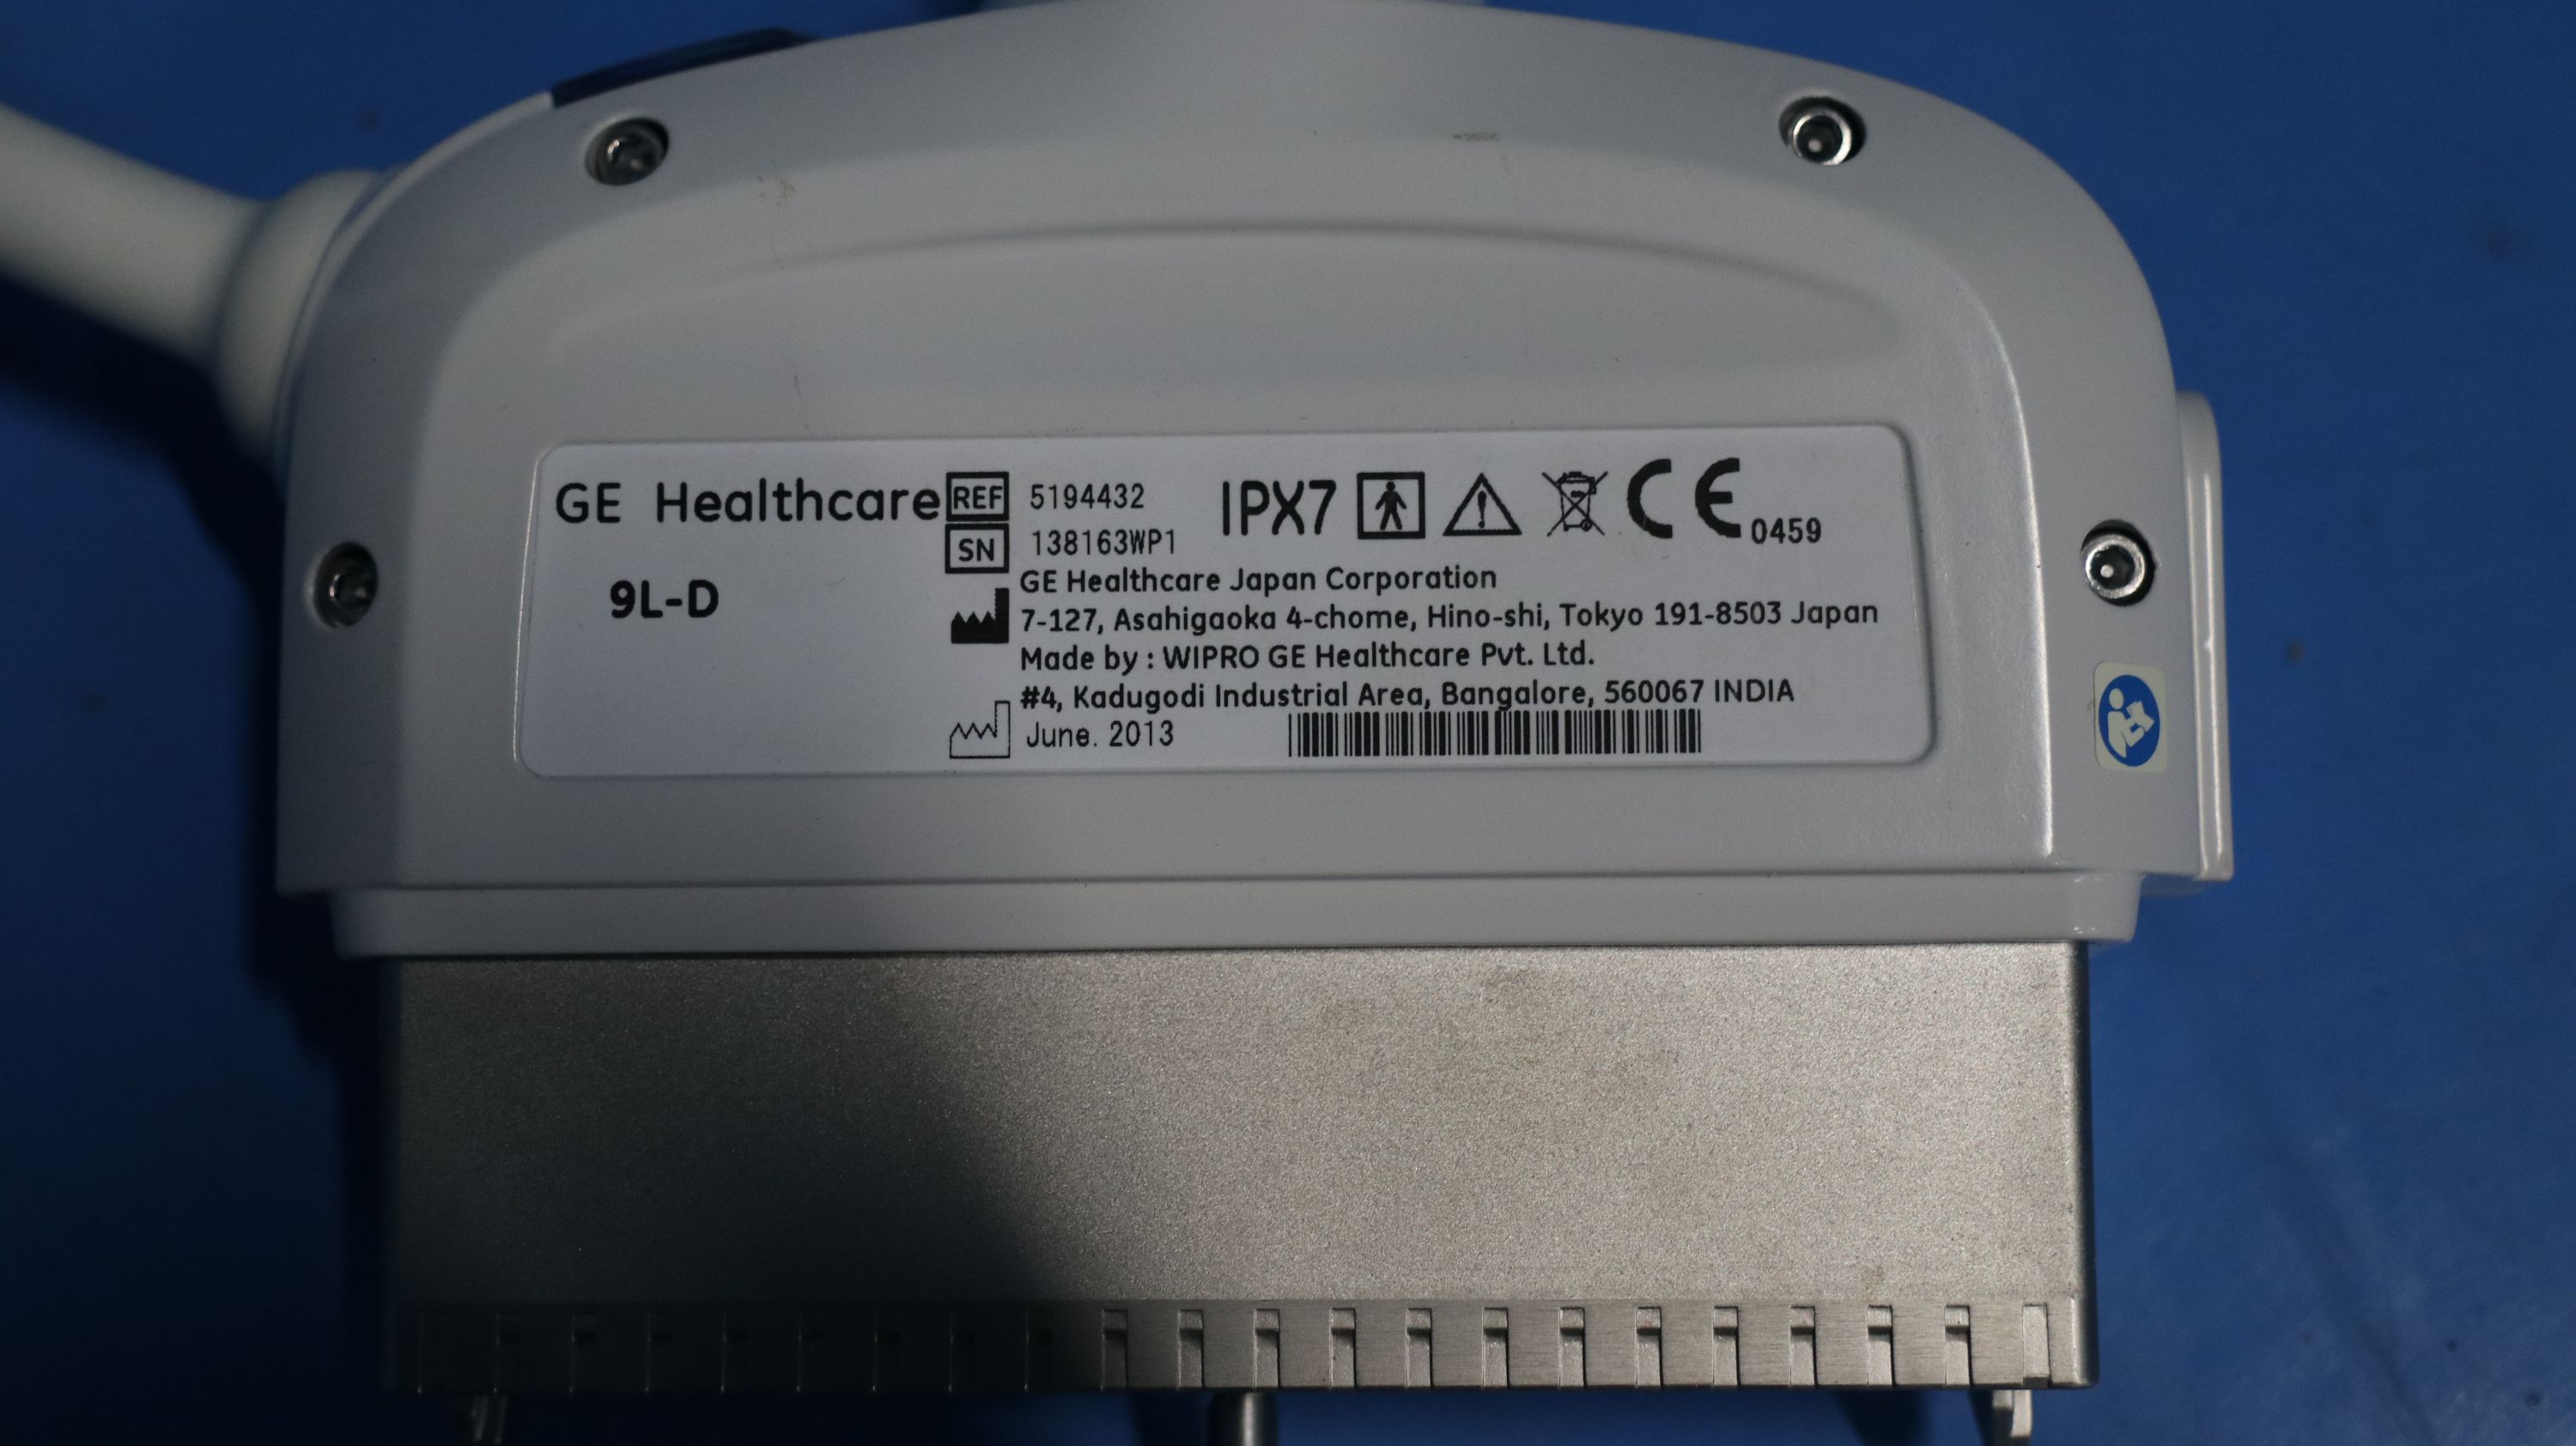 GE Healthcare
9L-D
REF 5194432
SN 138163WP1
IPX7
CE 0459
GE Healthcare Japan Corporation
7-127, Asahigaoka 4-chome, Hino-shi, Tokyo 191-8503 Japan
Made by : WIPRO GE Healthcare Pvt. Ltd.
#4, Kadugodi Industrial Area, Bangalore, 560067 INDIA
June. 2013